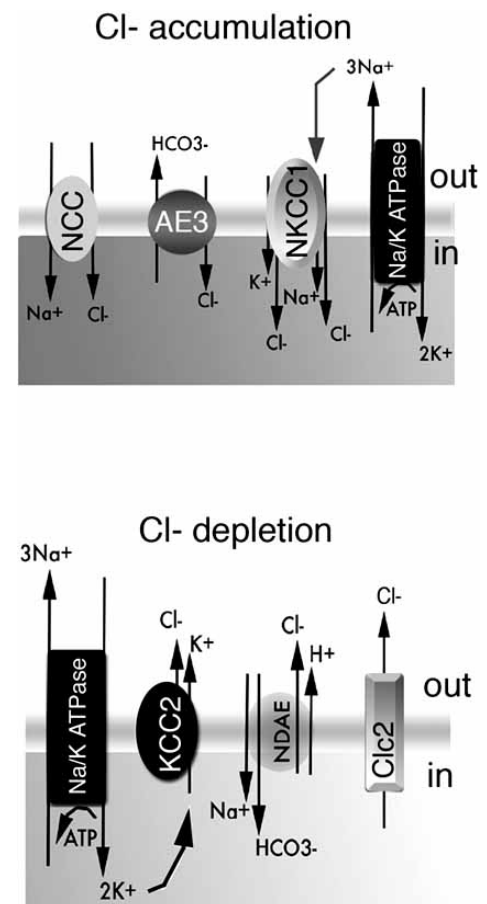 Cl- accumulation
3Na+
HCO3-
out
NCC
AE3
NKCC1
Na/K ATPase
in
K+
Na+
Cl-
Cl-
Na+
ATP
Cl-
Cl-
2K+
Cl- depletion
3Na+
Cl-
Cl-
Cl-
K+
H+
out
Na/K ATPase
KCC2
NDAE
Clc2
in
Na+
ATP
HCO3-
2K+